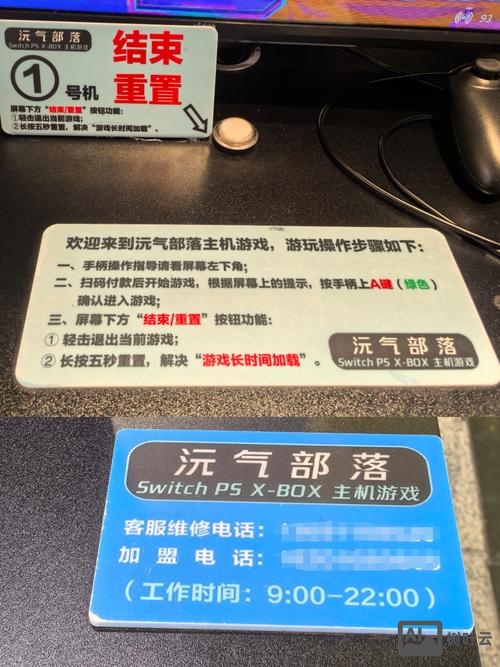 93
沅气部落
Switch PS X-BOX 主机游戏
①号机
结束
重置
屏幕下方“结束/重置”按钮功能：
①轻击退出当前游戏；
②长按五秒重置，解决“游戏长时间加载”。
欢迎来到沅气部落主机游戏，游玩操作步骤如下：
一、手柄操作指导请看屏幕左下角；
二、扫码付款后开始游戏，根据屏幕上的提示，按手柄上A键（绿色）
确认进入游戏；
三、屏幕下方“结束/重置”按钮功能：
①轻击退出当前游戏；
②长按五秒重置，解决“游戏长时间加载”。
沅气部落
Switch PS X-BOX 主机游戏
沅气部落
Switch PS X-BOX 主机游戏
客服维修电话：
加盟电话：
（工作时间：9:00-22:00）